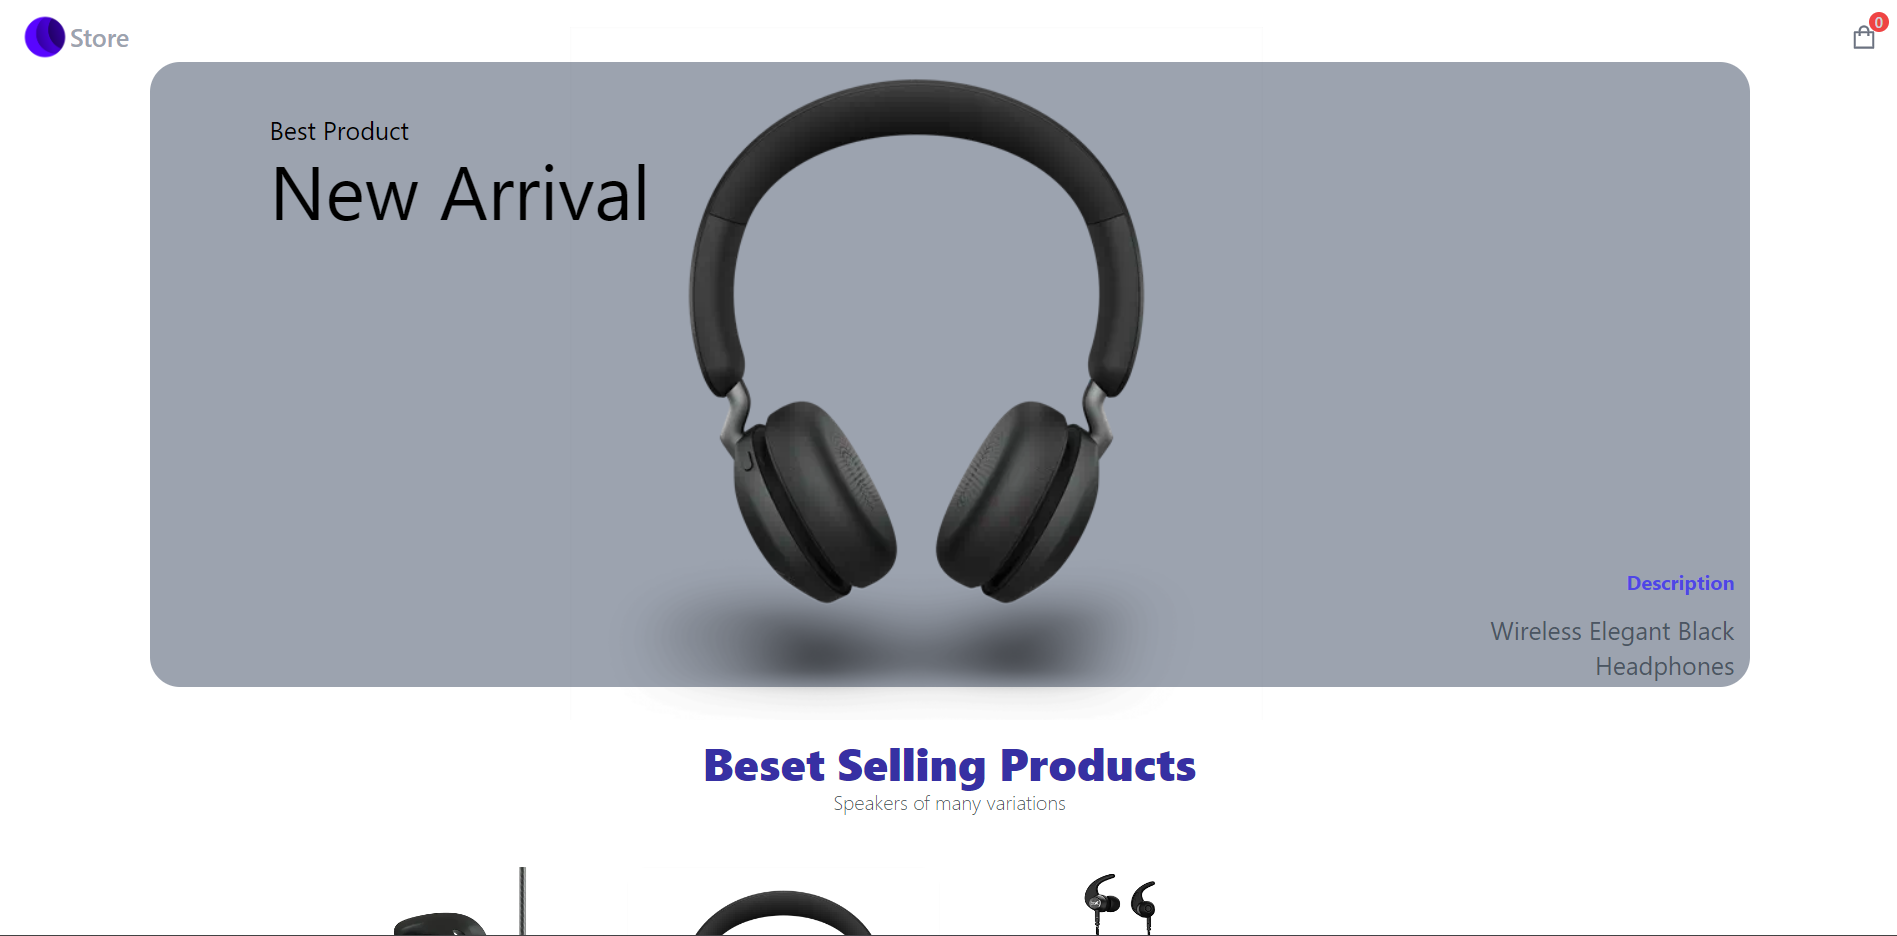 Store
0
Best Product
New Arrival
Description
Wireless Elegant Black
Headphones
Beset Selling Products
Speakers of many variations